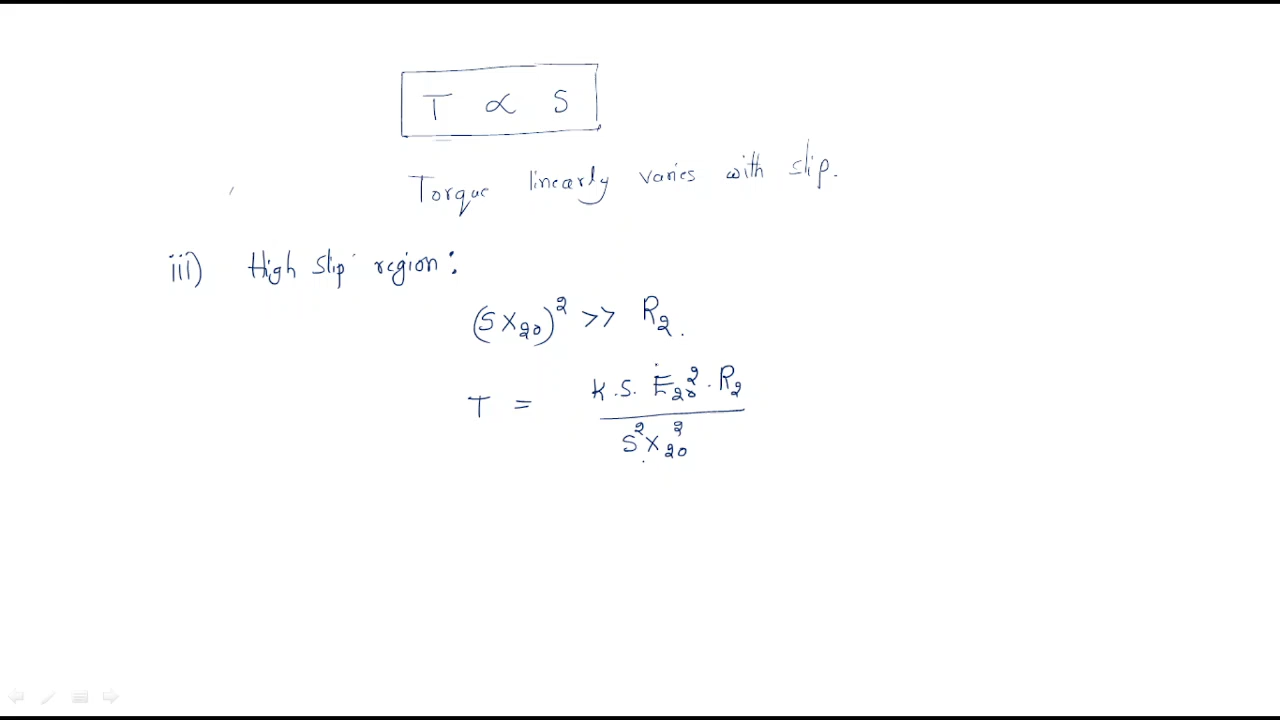 T ∝ S
Torque linearly varies with slip.
iii) High slip region:
(SX₂₀)² >> R₂.
T = K.S. E₂₀². R₂ / S²X₂₀²